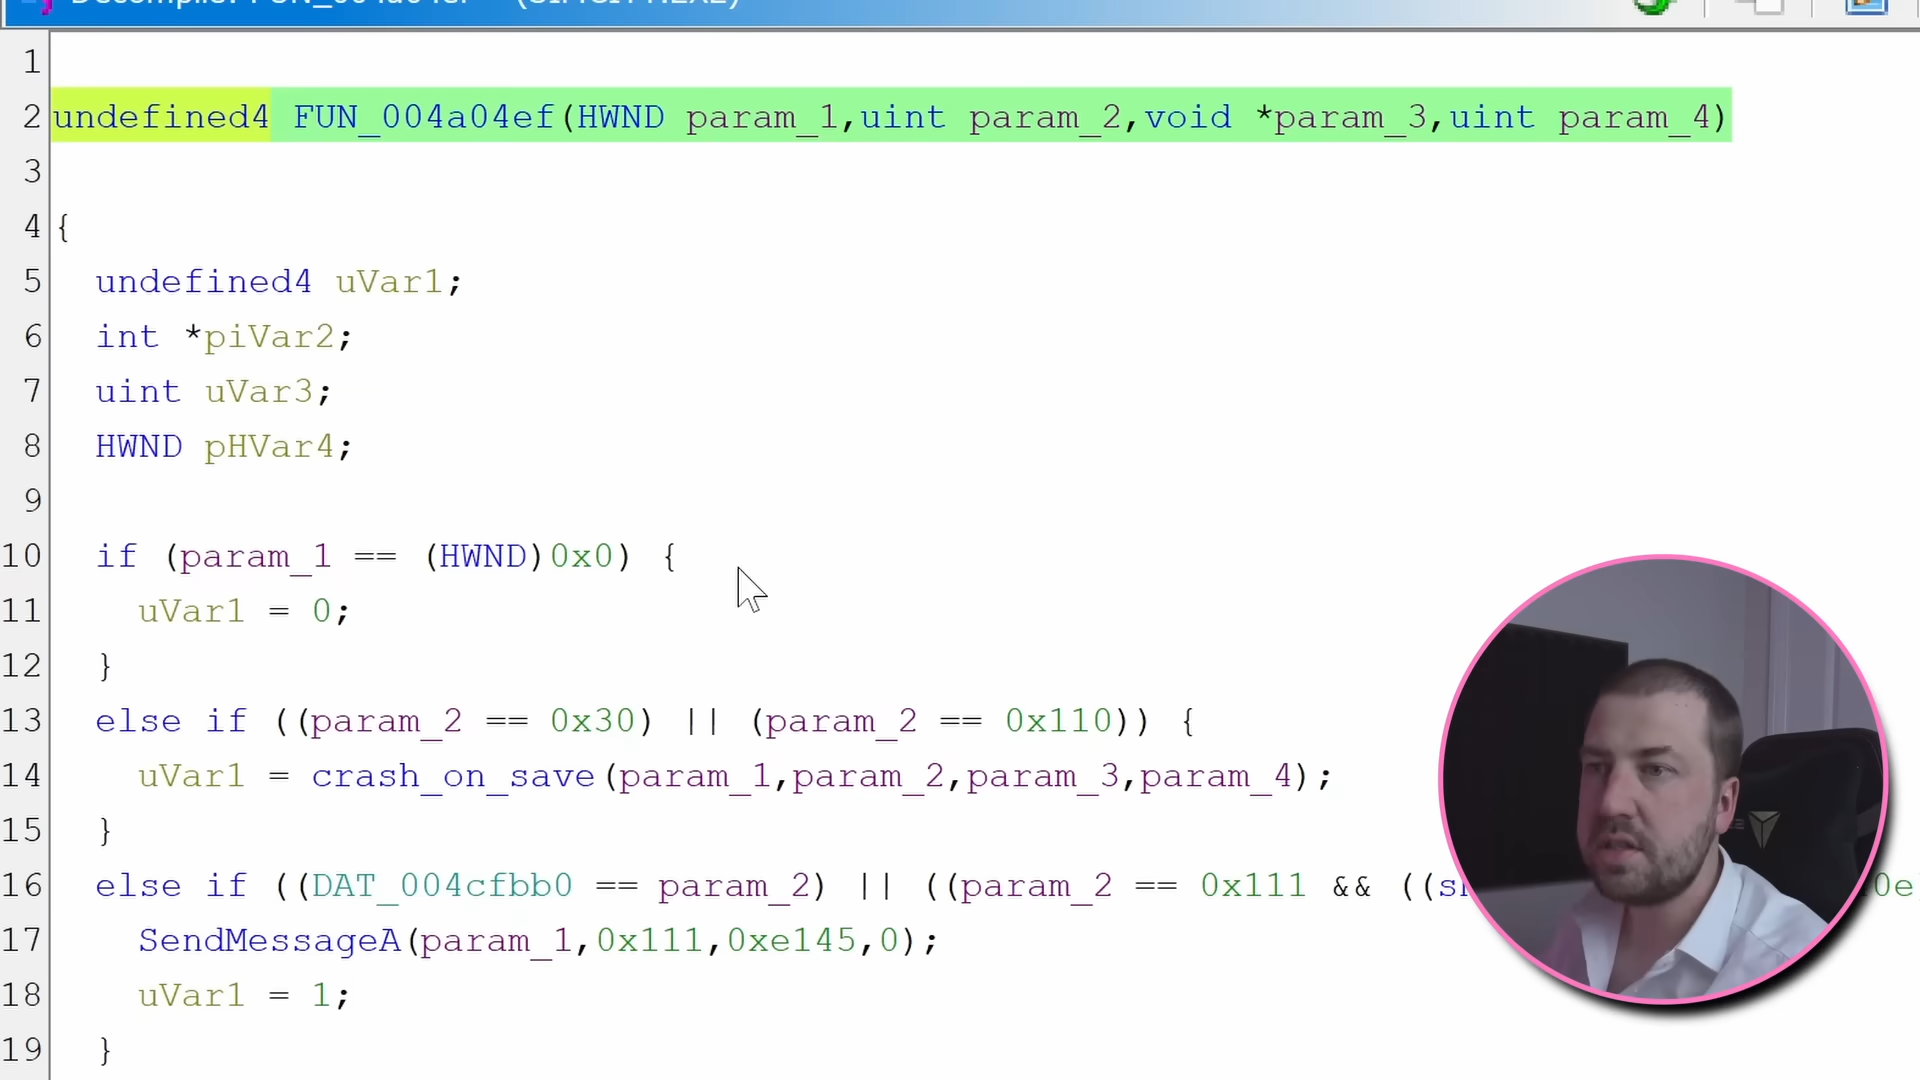 1
2 undefined4 FUN_004a04ef(HWND param_1,uint param_2,void *param_3,uint param_4)
3
4 {
5 undefined4 uVar1;
6 int *piVar2;
7 uint uVar3;
8 HWND pHVar4;
9
10 if (param_1 == (HWND)0x0) {
11 uVar1 = 0;
12 }
13 else if ((param_2 == 0x30) || (param_2 == 0x110)) {
14 uVar1 = crash_on_save(param_1,param_2,param_3,param_4);
15 }
16 else if ((DAT_004cfbb0 == param_2) || ((param_2 == 0x111 && ((
17 SendMessageA(param_1,0x111,0xe145,0);
18 uVar1 = 1;
19 }